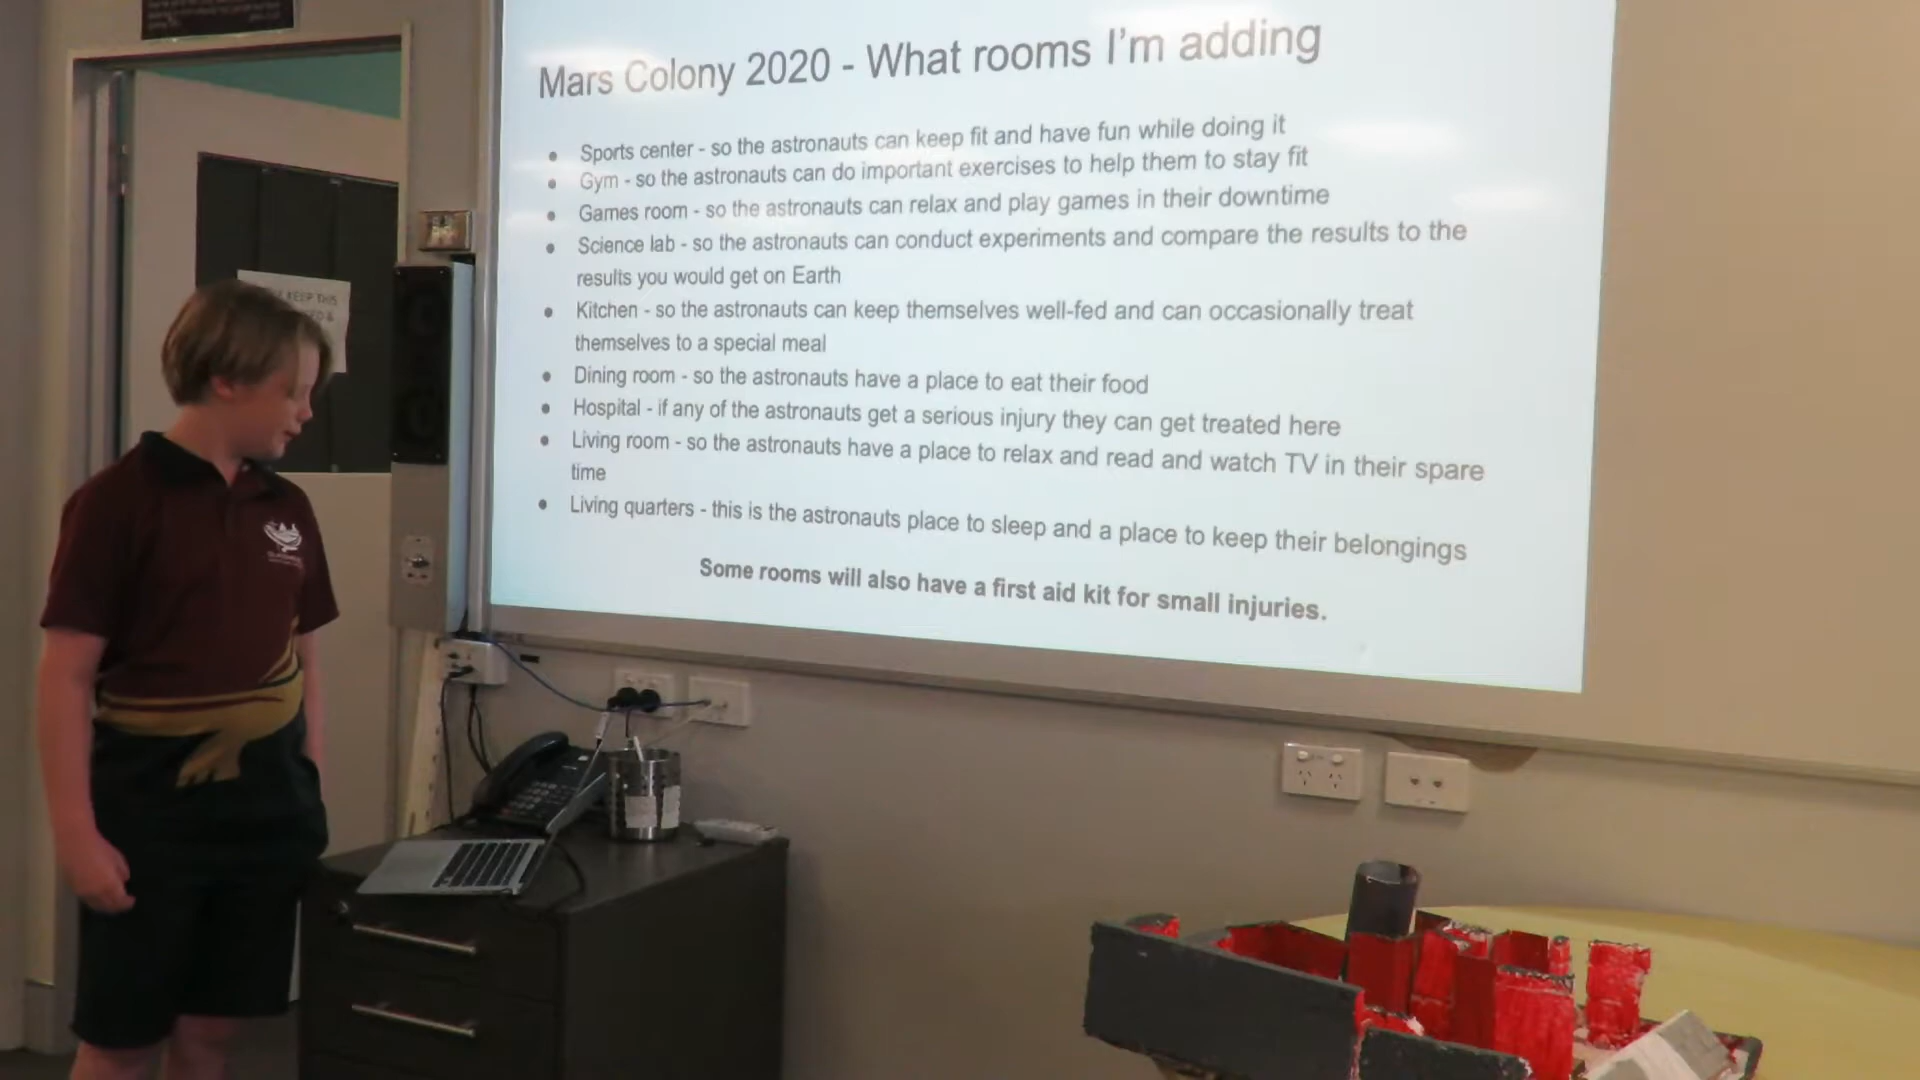 Mars Colony 2020 - What rooms I'm adding
● Sports center - so the astronauts can keep fit and have fun while doing it
● Gym - so the astronauts can do important exercises to help them to stay fit
● Games room - so the astronauts can relax and play games in their downtime
● Science lab - so the astronauts can conduct experiments and compare the results to the
results you would get on Earth
● Kitchen - so the astronauts can keep themselves well-fed and can occasionally treat
themselves to a special meal
● Dining room - so the astronauts have a place to eat their food
● Hospital - if any of the astronauts get a serious injury they can get treated here
● Living room - so the astronauts have a place to relax and read and watch TV in their spare
time
● Living quarters - this is the astronauts place to sleep and a place to keep their belongings
Some rooms will also have a first aid kit for small injuries.
KEEP THIS